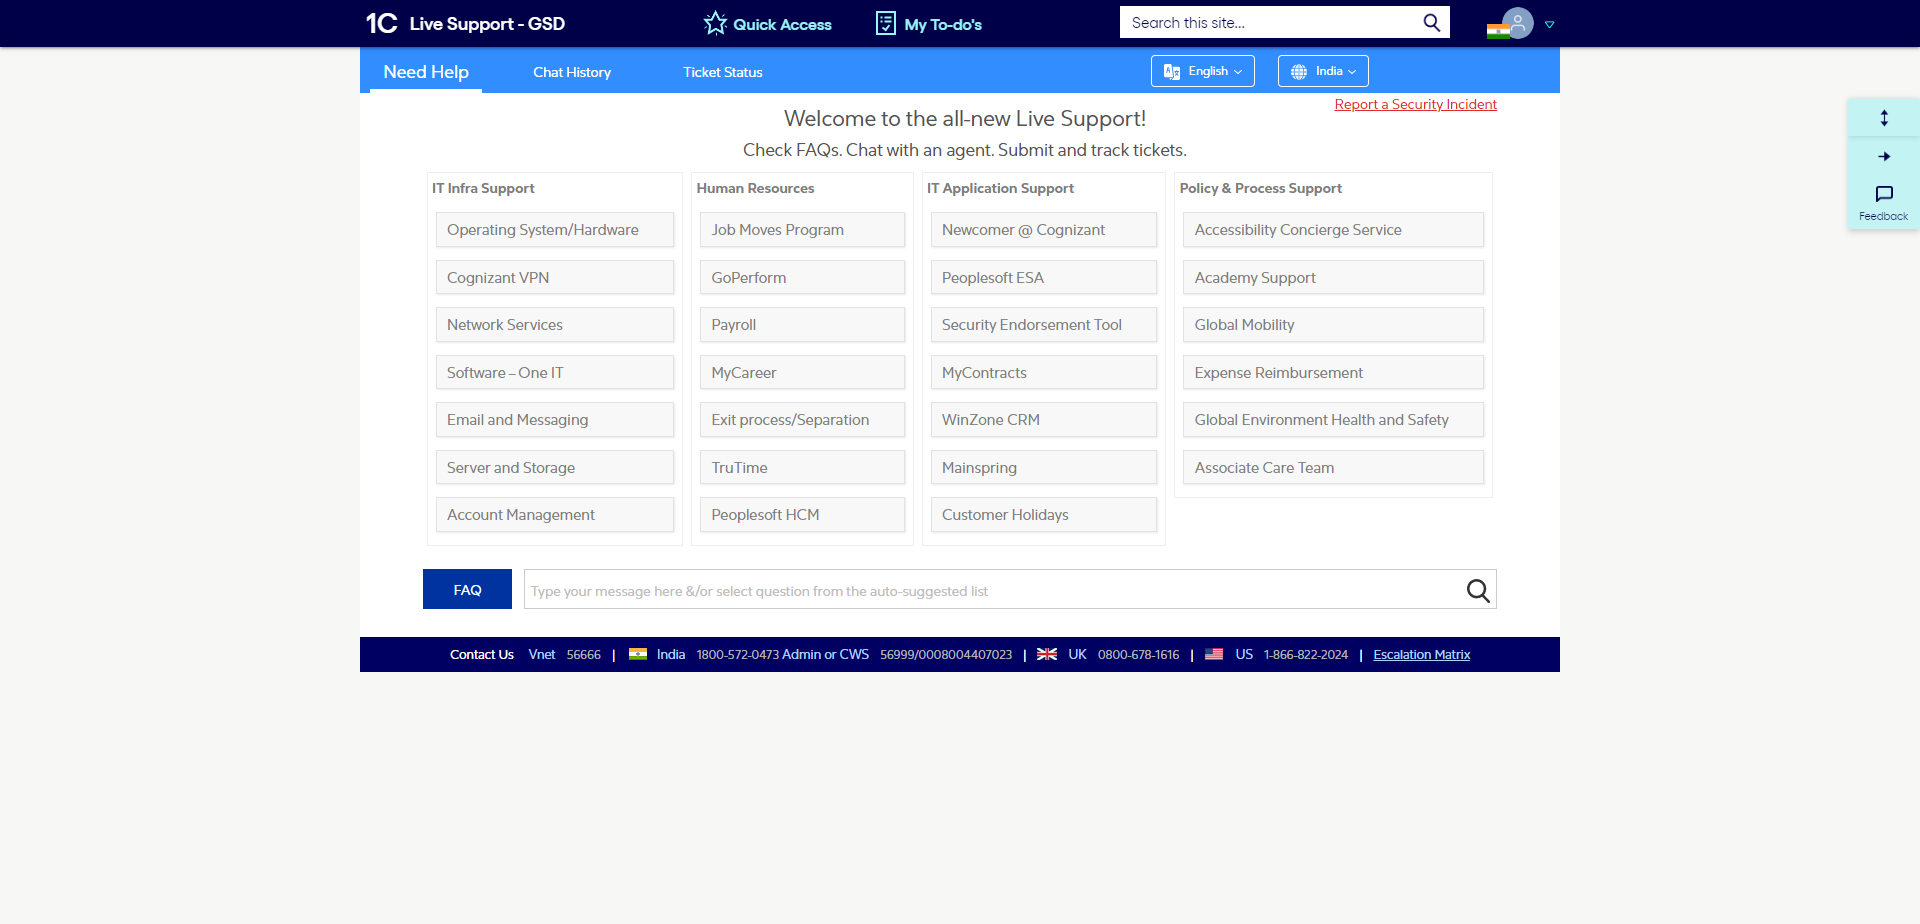 1C Live Support - GSD
Quick Access
My To-do's
Search this site...
Need Help
Chat History
Ticket Status
English
India
Report a Security Incident
Welcome to the all-new Live Support!
Check FAQs. Chat with an agent. Submit and track tickets.
IT Infra Support
Operating System/Hardware
Cognizant VPN
Network Services
Software – One IT
Email and Messaging
Server and Storage
Account Management
Human Resources
Job Moves Program
GoPerform
Payroll
MyCareer
Exit process/Separation
TruTime
Peoplesoft HCM
IT Application Support
Newcomer @ Cognizant
Peoplesoft ESA
Security Endorsement Tool
MyContracts
WinZone CRM
Mainspring
Customer Holidays
Policy & Process Support
Accessibility Concierge Service
Academy Support
Global Mobility
Expense Reimbursement
Global Environment Health and Safety
Associate Care Team
Feedback
FAQ
Type your message here &/or select question from the auto-suggested list
Contact Us Vnet 56666 | India 1800-572-0473 Admin or CWS 56999/0008004407023 | UK 0800-678-1616 | US 1-866-822-2024 | Escalation Matrix